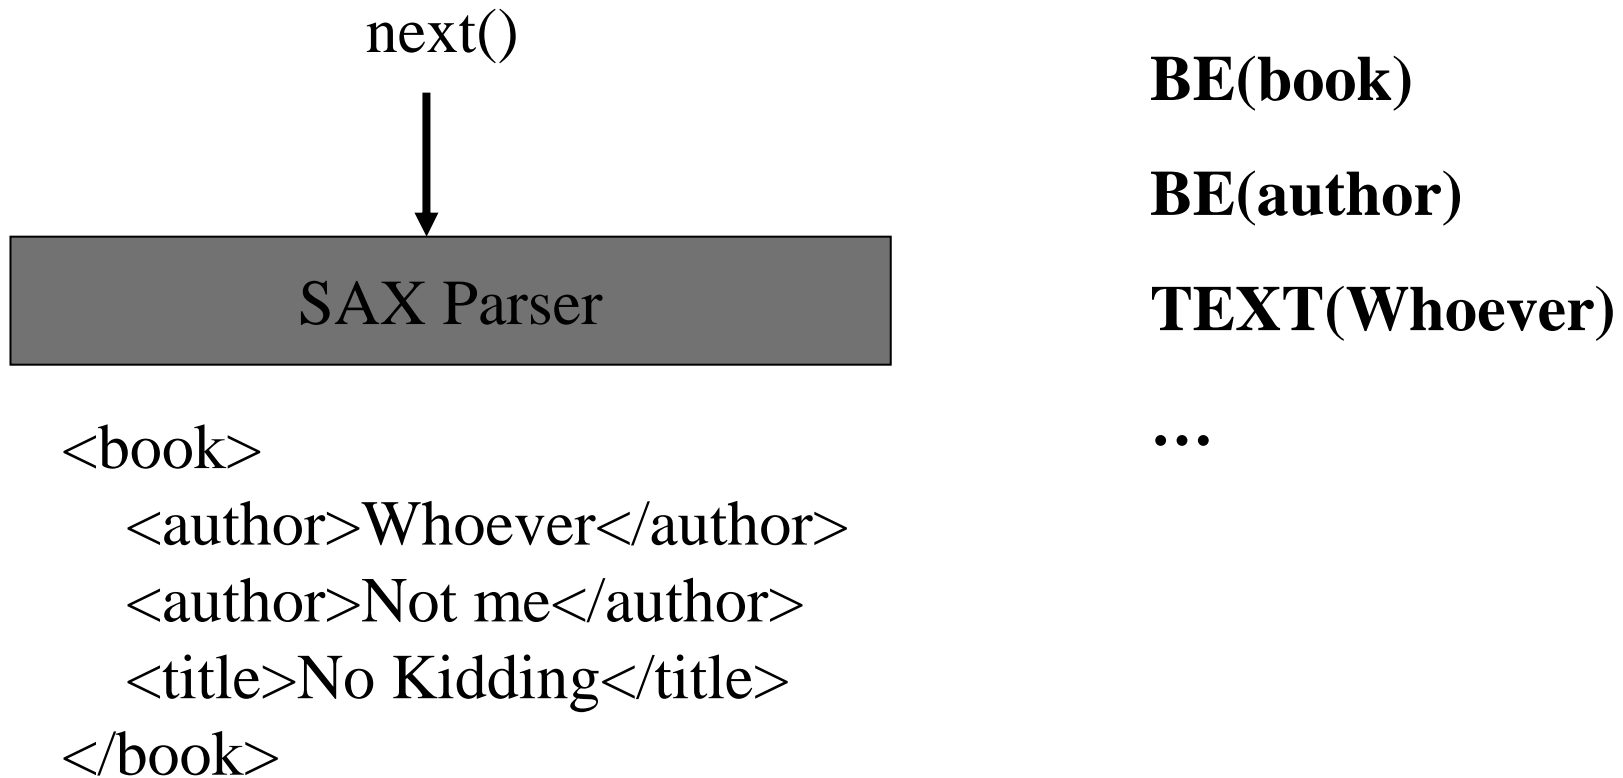 next()
SAX Parser
<book>
<author>Whoever</author>
<author>Not me</author>
<title>No Kidding</title>
</book>
BE(book)
BE(author)
TEXT(Whoever)
…